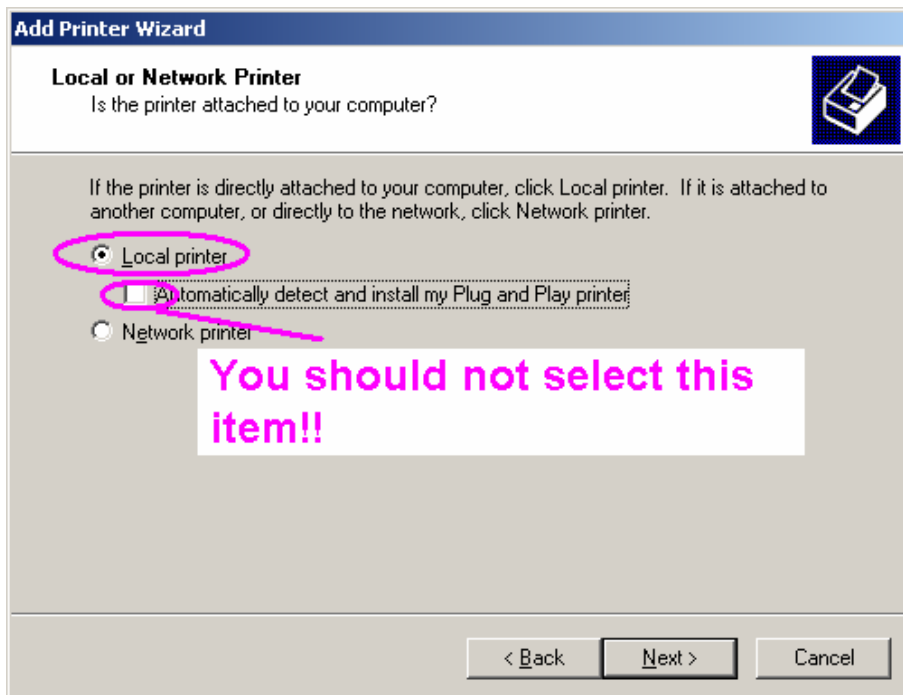 Add Printer Wizard
Local or Network Printer
Is the printer attached to your computer?
If the printer is directly attached to your computer, click Local printer.  If it is attached to
another computer, or directly to the network, click Network printer.
Local printer
Automatically detect and install my Plug and Play printer
Network printer
You should not select this
item!!
< Back
Next >
Cancel